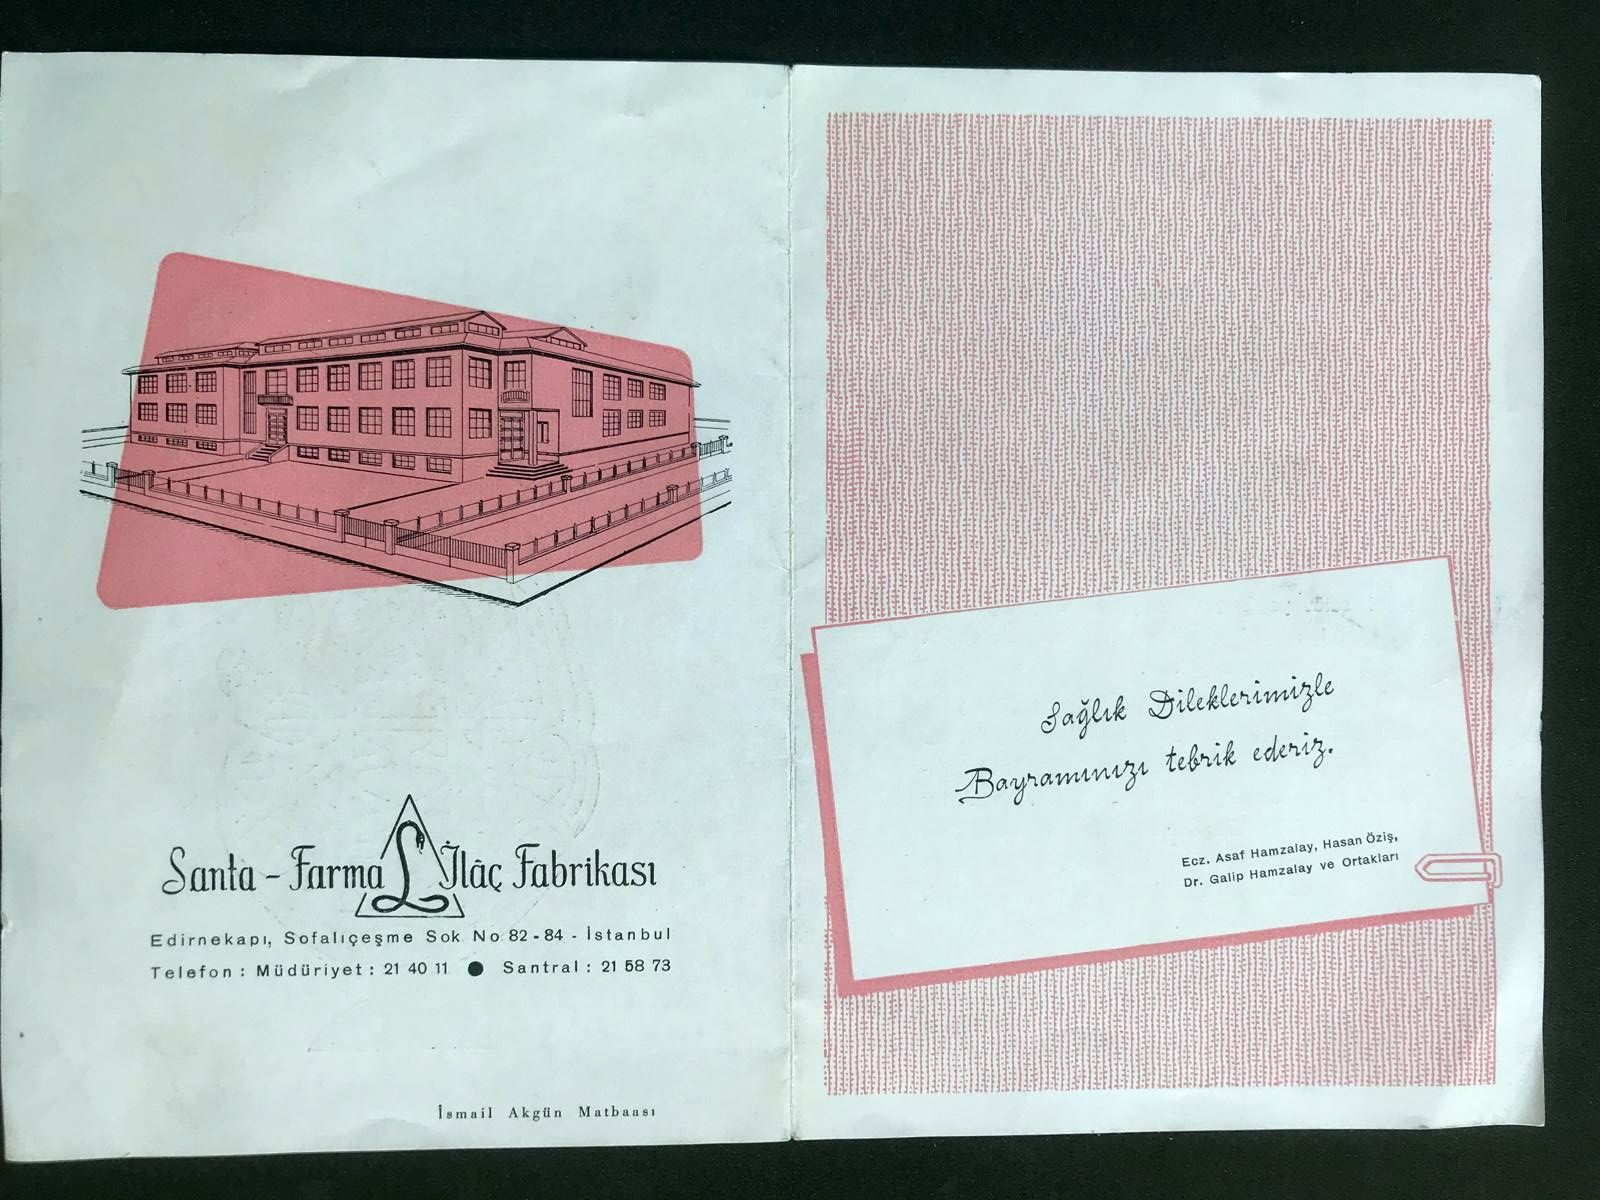 Santa - Farma İlâç Fabrikası
Edirnekapı, Sofalıçeşme Sok No 82 - 84 - İstanbul
Telefon : Müdüriyet : 21 40 11 ● Santral : 21 58 73
İsmail Akgün Matbaası
Sağlık Dileklerimizle
Bayramınızı tebrik ederiz.
Ecz. Asaf Hamzalay, Hasan Öziş,
Dr. Galip Hamzalay ve Ortakları